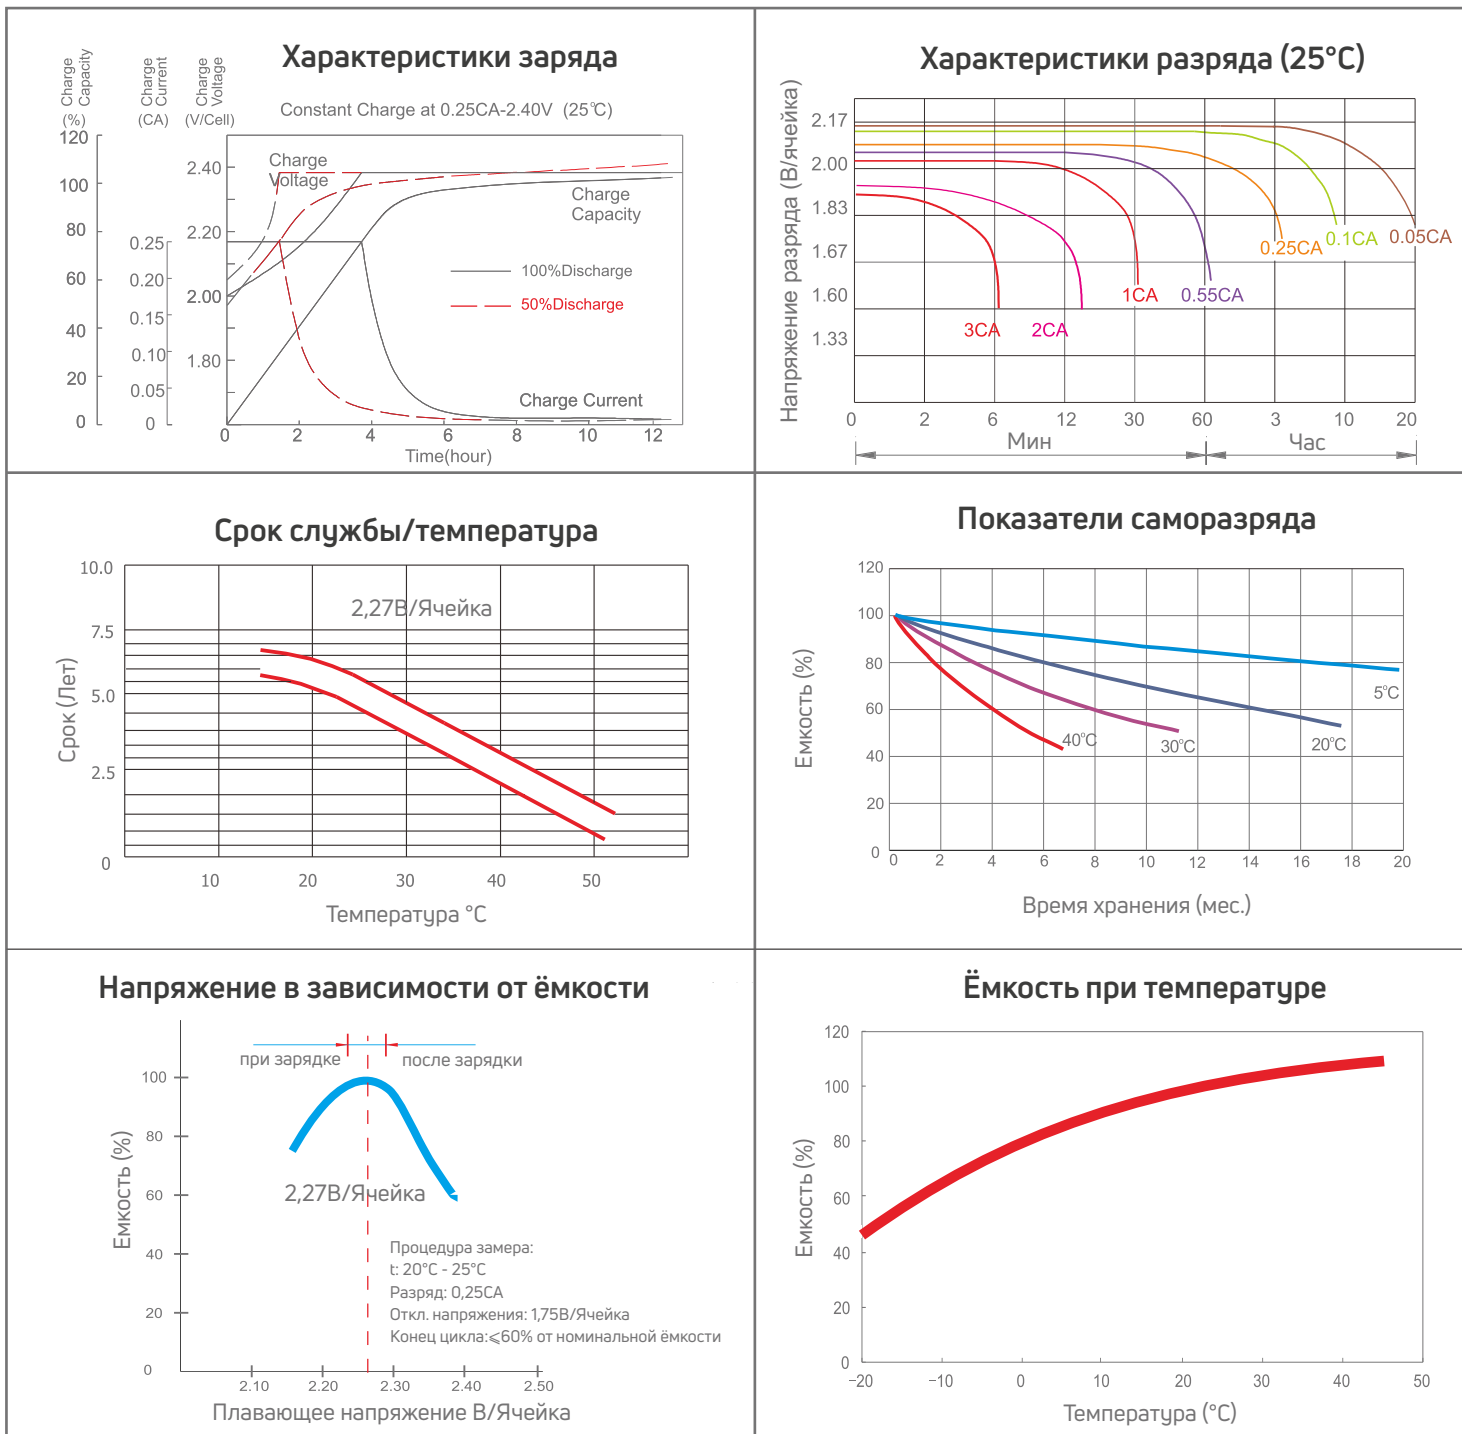 Характеристики заряда
Charge Capacity (%)
Charge Current (CA)
Charge Voltage (V/Cell)
Constant Charge at 0.25CA-2.40V (25℃)
120
100
80
60
40
20
0
0.25
0.20
0.15
0.10
0.05
0
2.40
2.20
2.00
1.80
Charge
Voltage
Charge
Capacity
100%Discharge
50%Discharge
Charge Current
0 2 4 6 8 10 12
Time(hour)
Характеристики разряда (25°C)
Напряжение разряда (В/ячейка)
2.17
2.00
1.83
1.67
1.60
1.33
3CA
2CA
1CA
0.55CA
0.25CA
0.1CA
0.05CA
0 2 6 12 30 60 3 10 20
Мин
Час
Срок службы/температура
Срок (Лет)
10.0
7.5
5.0
2.5
0
2,27В/Ячейка
10 20 30 40 50
Температура °C
Показатели саморазряда
Емкость (%)
120
100
80
60
40
20
0
5°C
20°C
30°C
40°C
0 2 4 6 8 10 12 14 16 18 20
Время хранения (мес.)
Напряжение в зависимости от ёмкости
при зарядке
после зарядки
Емкость (%)
100
80
60
40
20
0
2,27В/Ячейка
Процедура замера:
t: 20°C - 25°C
Разряд: 0,25CA
Откл. напряжения: 1,75В/Ячейка
Конец цикла:⩽60% от номинальной ёмкости
2.10 2.20 2.30 2.40 2.50
Плавающее напряжение В/Ячейка
Ёмкость при температуре
Емкость (%)
120
100
80
60
40
20
0
–20 –10 0 10 20 30 40 50
Температура (°C)